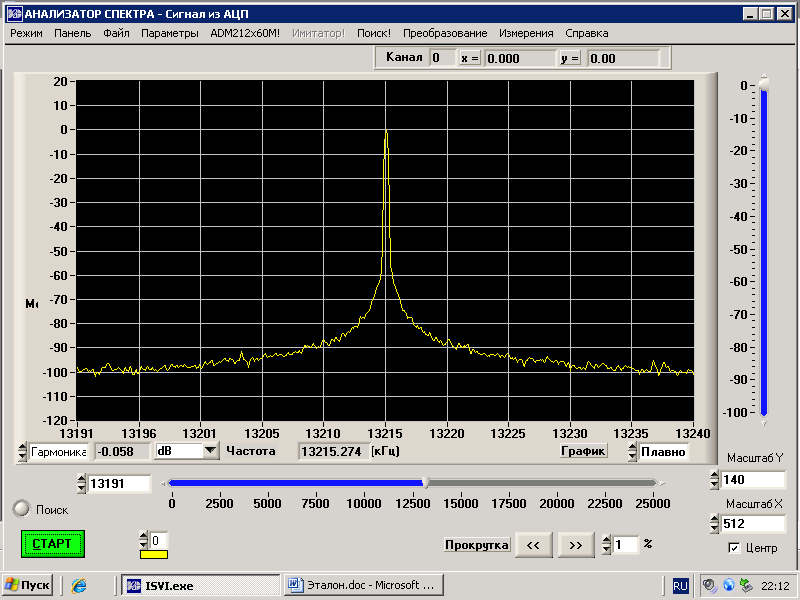 АНАЛИЗАТОР СПЕКТРА - Сигнал из АЦП
Режим Панель Файл Параметры ADM212x60M! Имитатор! Поиск! Преобразование Измерения Справка
Канал 0 x = 0.000 y = 0.00
20
10
0
-10
-20
-30
-40
-50
-60
-70
-80
-90
-100
-110
-120
13191 13196 13201 13205 13210 13215 13220 13225 13230 13235 13240
0
-10
-20
-30
-40
-50
-60
-70
-80
-90
-100
Гармоника -0.058 dB Частота 13215.274 [кГц] График Плавно
Масштаб Y
140
13191
0 2500 5000 7500 10000 12500 15000 17500 20000 22500 25000
Масштаб X
512
Поиск
Центр
СТАРТ
0
Прокрутка << >> 1 %
Пуск ISVI.exe Эталон.doc - Microsoft ... RU 22:12